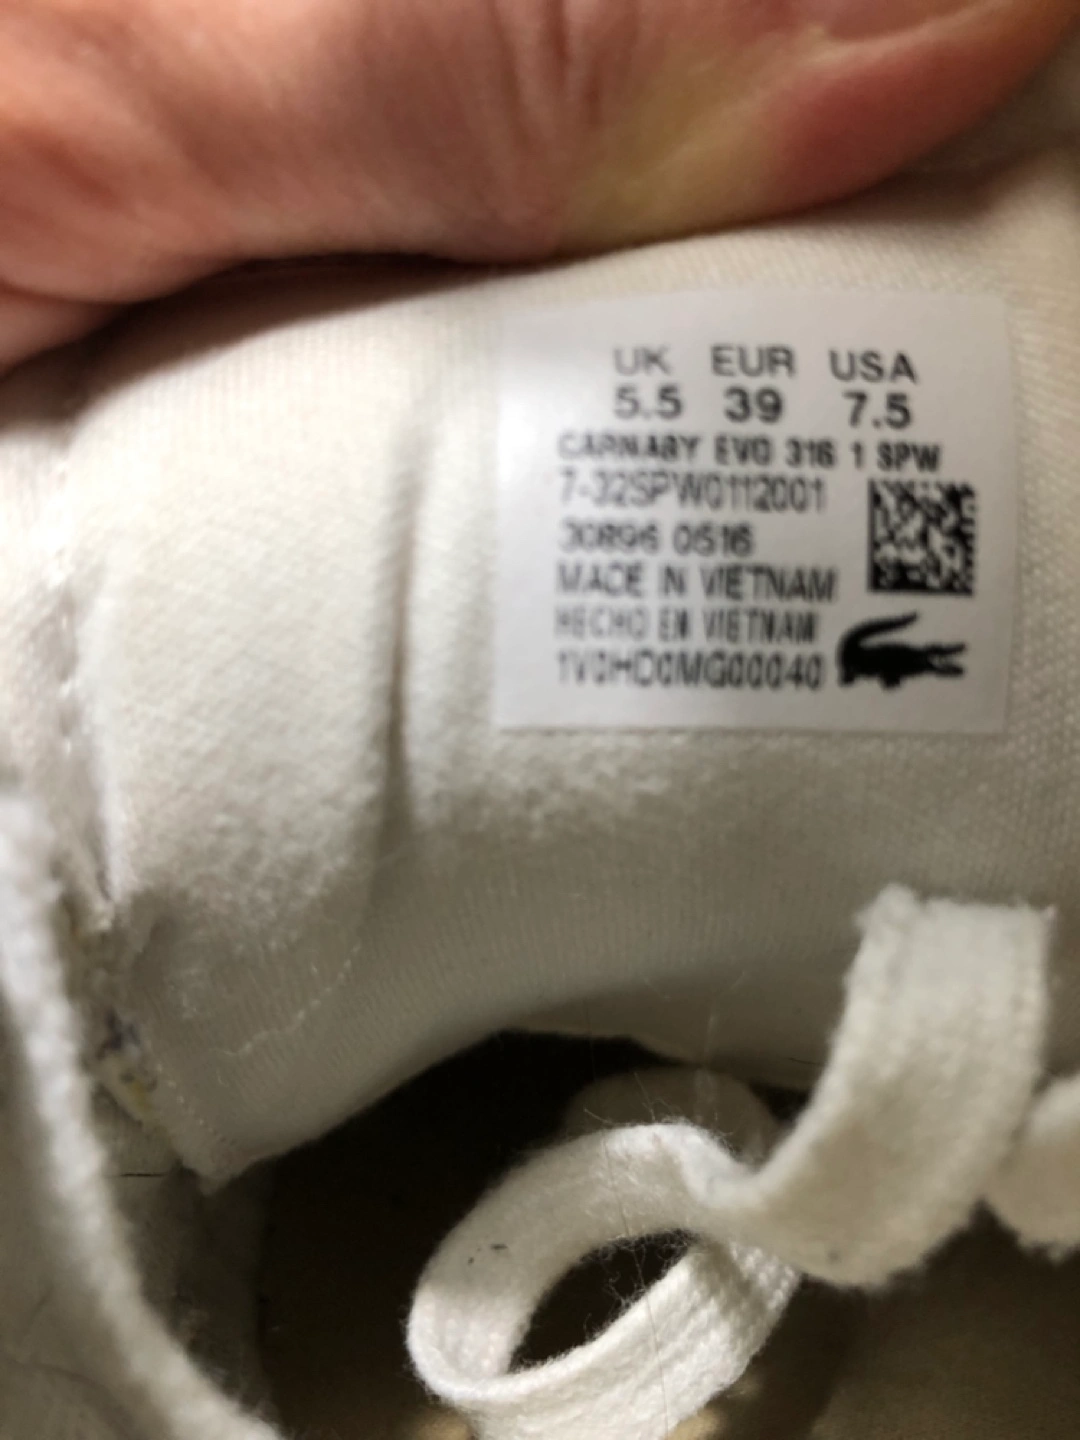 UK EUR USA
5.5 39 7.5
CARNABY EVO 316 1 SPW
7-32SPW0112001
30896 0516
MADE IN VIETNAM
HECHO EN VIETNAM
1V0HD0MG00040